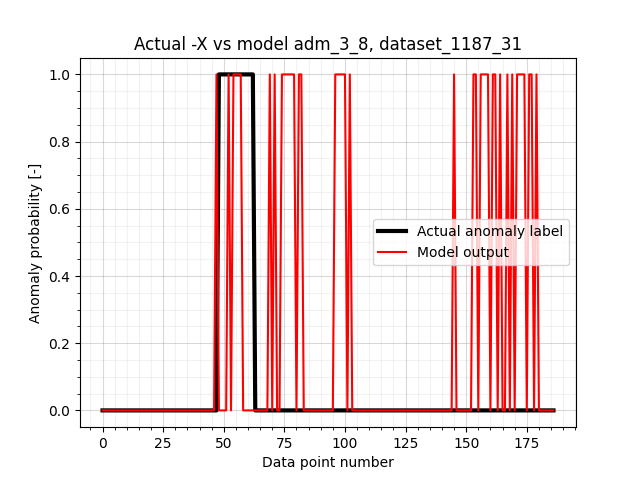 Actual -X vs model adm_3_8, dataset_1187_31
1.0
0.8
0.6
0.4
0.2
0.0
Anomaly probability [-]
Actual anomaly label
Model output
0 25 50 75 100 125 150 175
Data point number